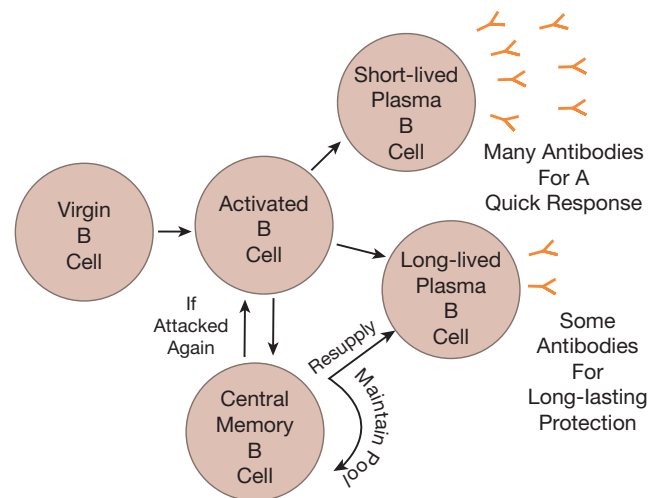 Short-lived
Plasma
B
Cell
Many Antibodies
For A
Quick Response
Virgin
B
Cell
Activated
B
Cell
Long-lived
Plasma
B
Cell
Some
Antibodies
For
Long-lasting
Protection
If
Attacked
Again
Resupply
Maintain Pool
Central
Memory
B
Cell